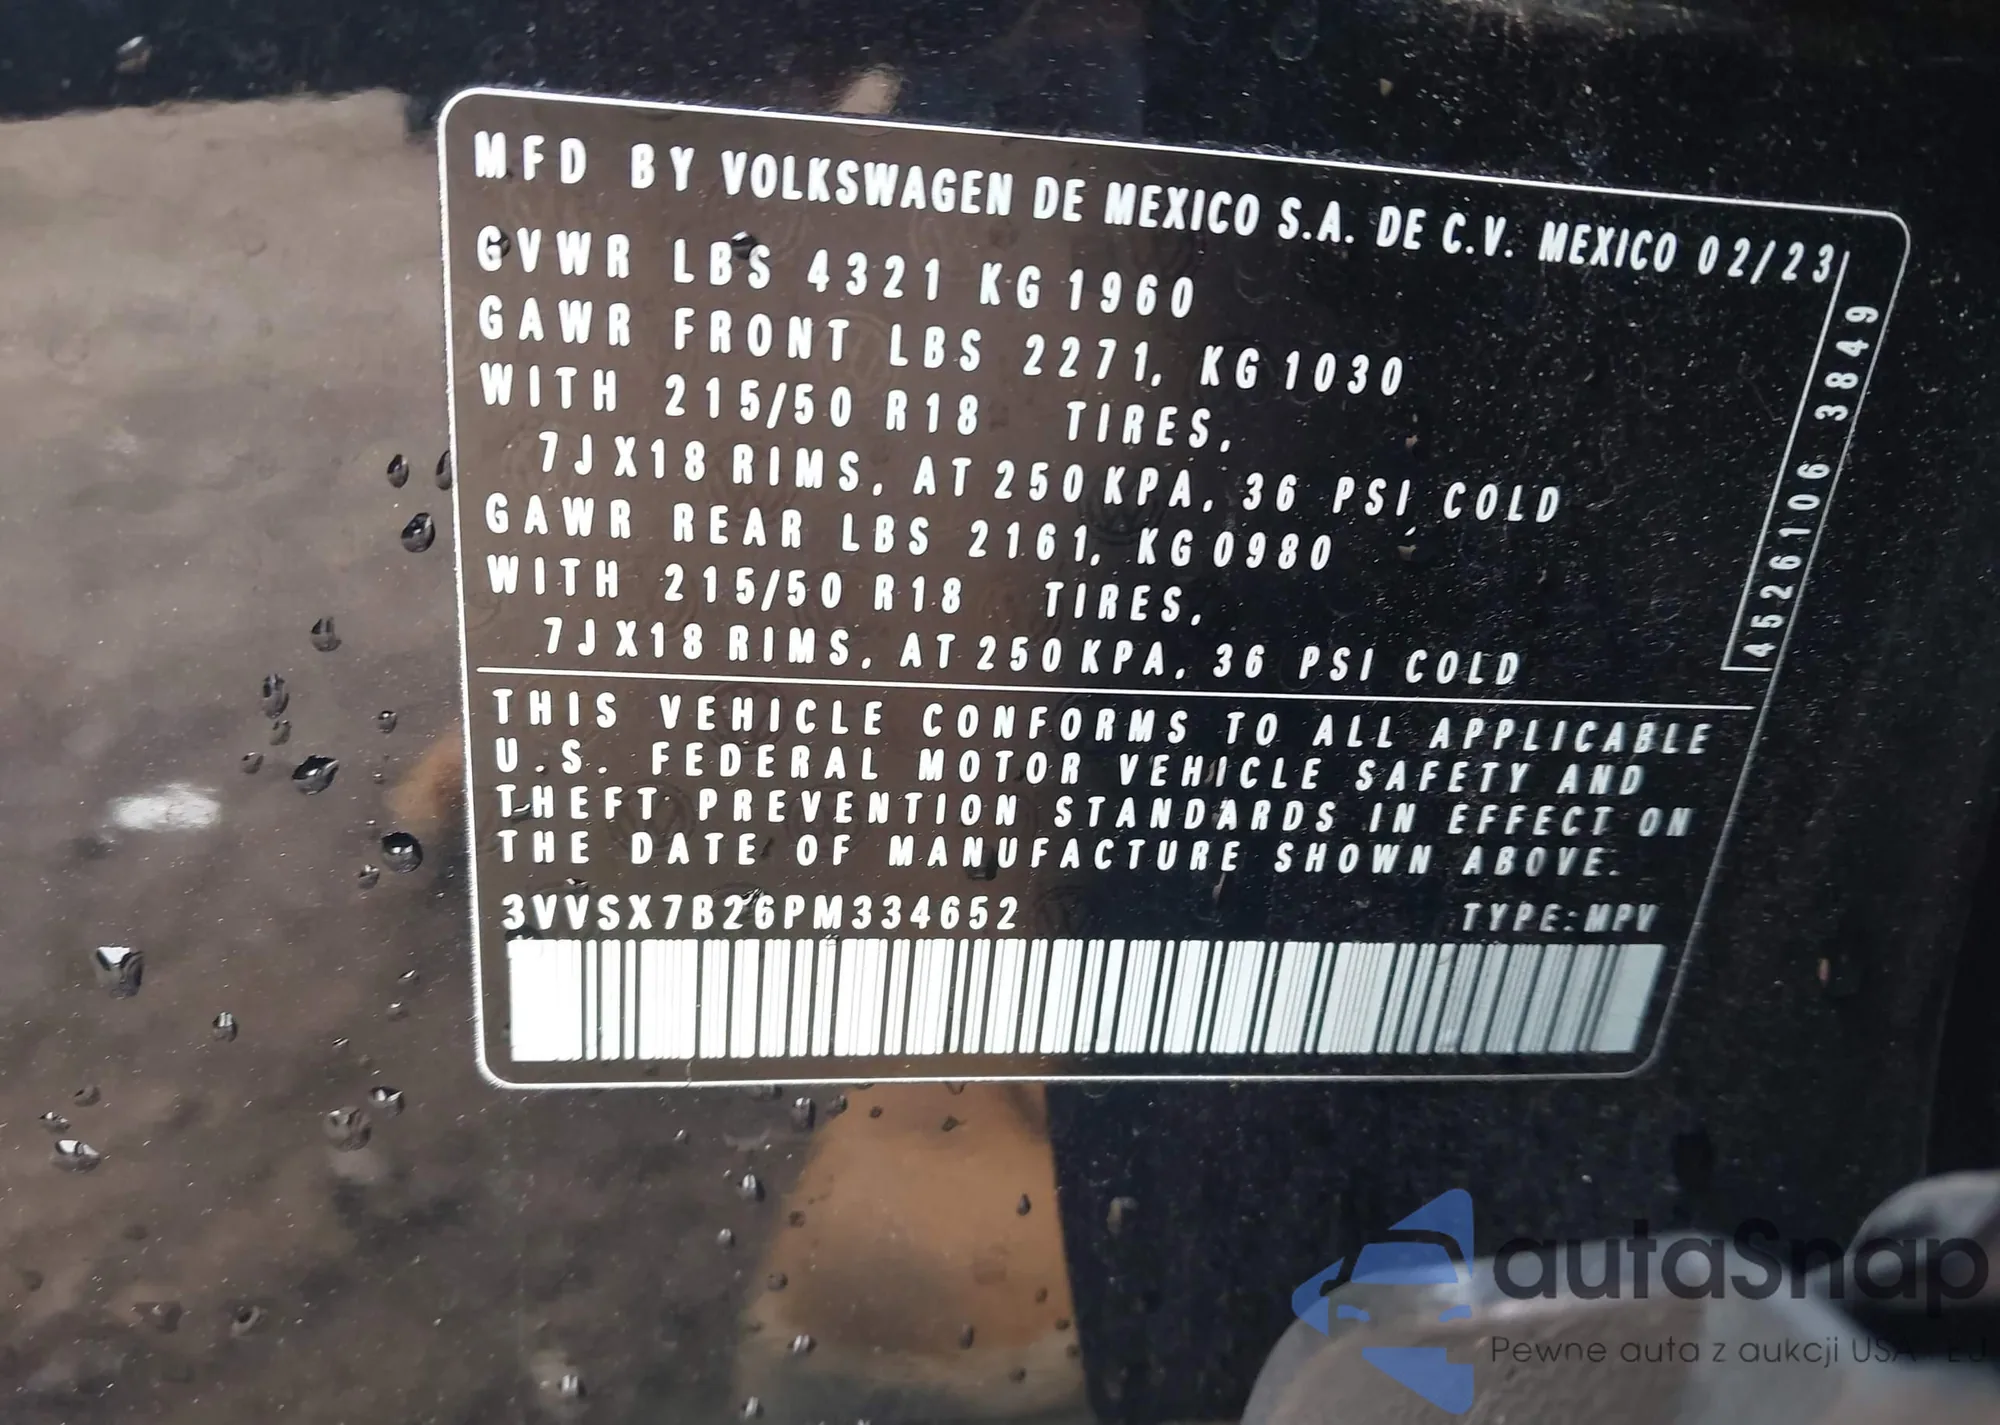 MFD BY VOLKSWAGEN DE MEXICO S.A. DE C.V. MEXICO 02/23
GVWR LBS 4321 KG 1960
GAWR FRONT LBS 2271, KG 1030
WITH 215/50 R18 TIRES,
7JX18 RIMS, AT 250 KPA, 36 PSI COLD
GAWR REAR LBS 2161, KG 0980
WITH 215/50 R18 TIRES,
7JX18 RIMS, AT 250 KPA, 36 PSI COLD
4526106 3849
THIS VEHICLE CONFORMS TO ALL APPLICABLE
U.S. FEDERAL MOTOR VEHICLE SAFETY AND
THEFT PREVENTION STANDARDS IN EFFECT ON
THE DATE OF MANUFACTURE SHOWN ABOVE.
3VVSX7B26PM334652 TYPE:MPV
autaSnap
Pewne auta z aukcji USA